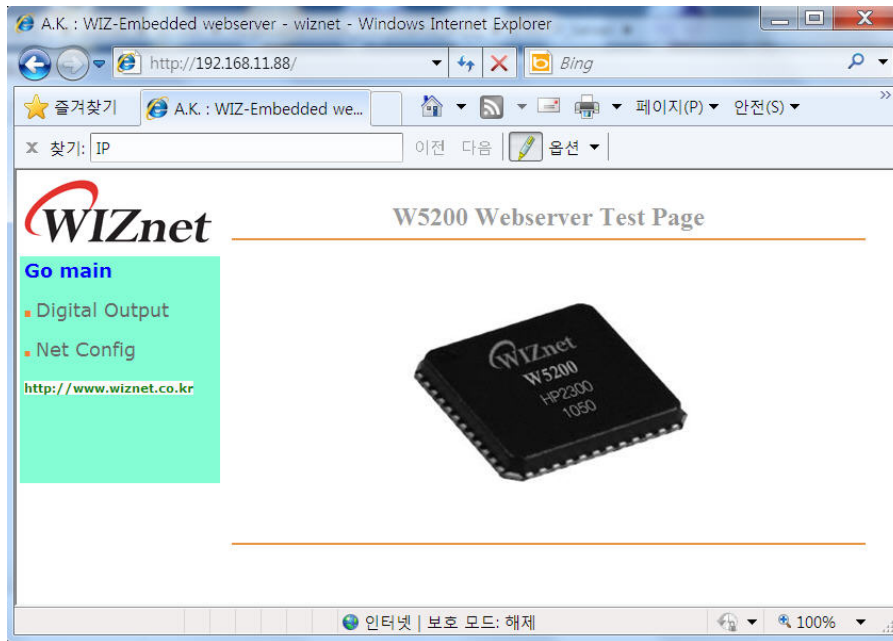 A.K. : WIZ-Embedded webserver - wiznet - Windows Internet Explorer
http://192.168.11.88/
Bing
즐겨찾기
A.K. : WIZ-Embedded we...
페이지(P)
안전(S)
»
x 찾기: IP
이전 다음
옵션
WIZnet
W5200 Webserver Test Page
Go main
Digital Output
Net Config
http://www.wiznet.co.kr
WIZnet
W5200
HP2300
1050
인터넷 | 보호 모드: 해제
100%